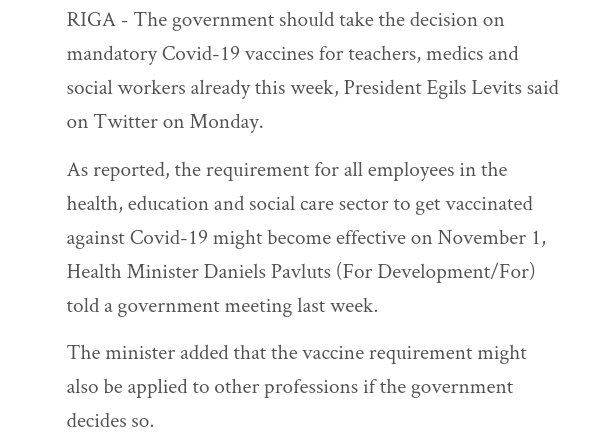 RIGA - The government should take the decision on
mandatory Covid-19 vaccines for teachers, medics and
social workers already this week, President Egils Levits said
on Twitter on Monday.
As reported, the requirement for all employees in the
health, education and social care sector to get vaccinated
against Covid-19 might become effective on November 1,
Health Minister Daniels Pavluts (For Development/For)
told a government meeting last week.
The minister added that the vaccine requirement might
also be applied to other professions if the government
decides so.